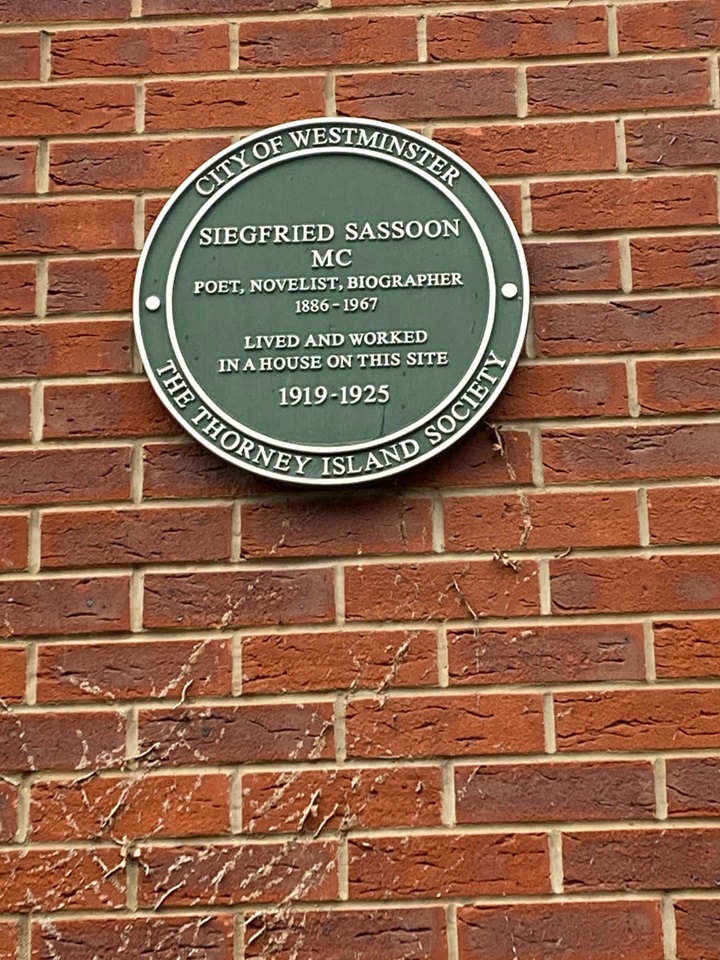 CITY OF WESTMINSTER
SIEGFRIED SASSOON
MC
POET, NOVELIST, BIOGRAPHER
1886-1967
LIVED AND WORKED
IN A HOUSE ON THIS SITE
1919-1925
THE THORNEY ISLAND SOCIETY